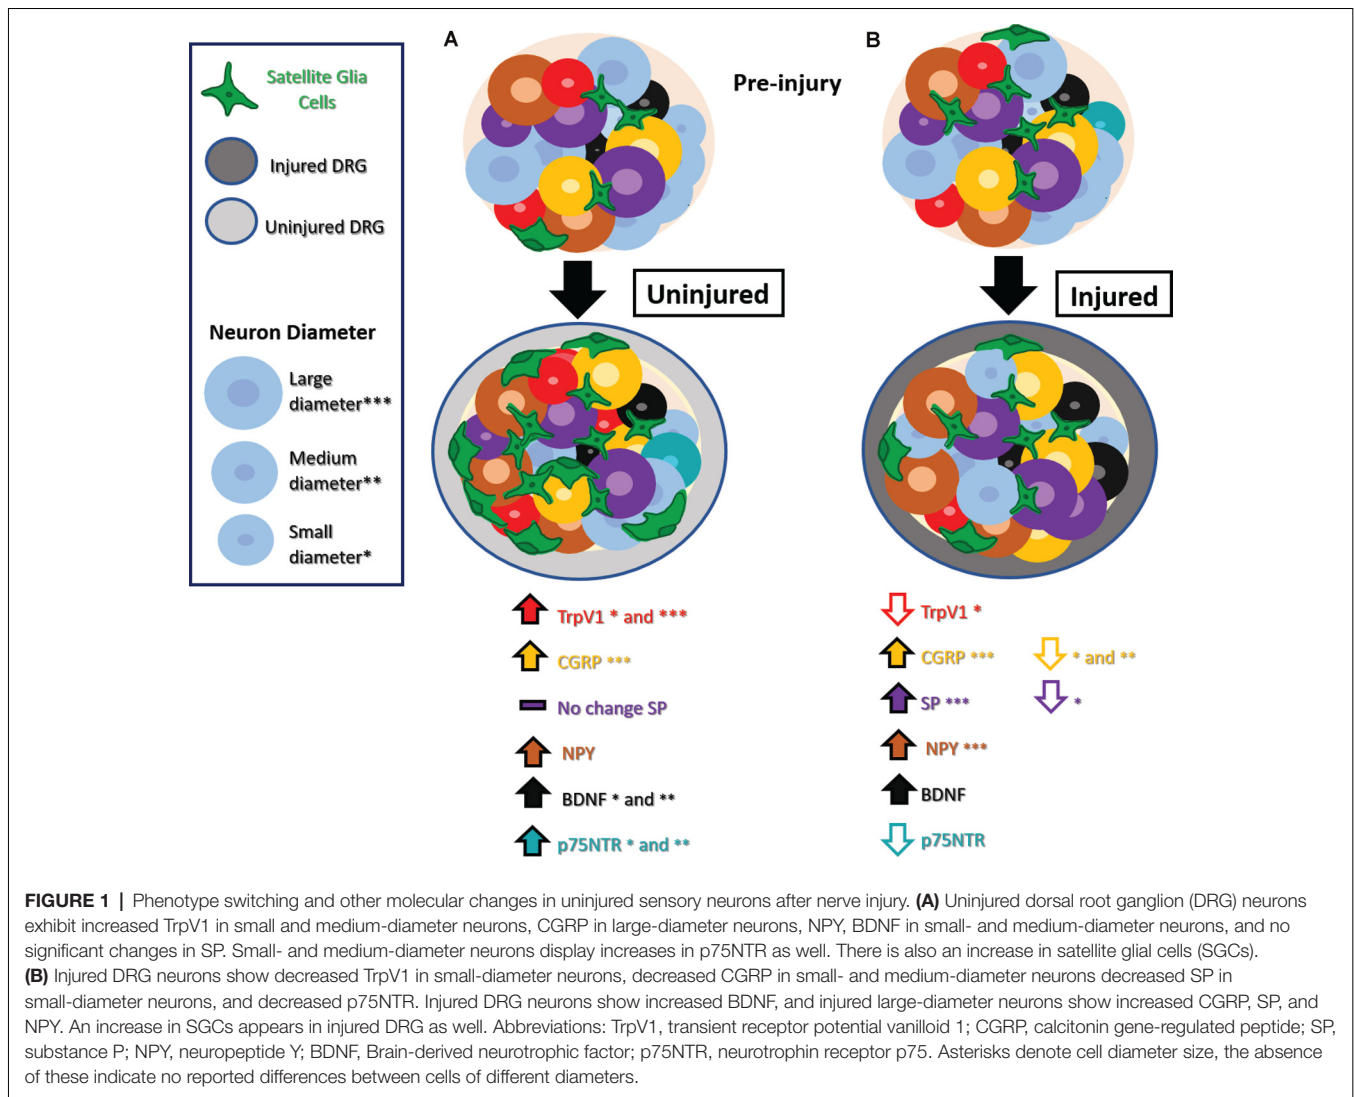 Satellite Glia
Cells
Injured DRG
Uninjured DRG
Neuron Diameter
Large
diameter***
Medium
diameter**
Small
diameter*
A
B
Pre-injury
Uninjured
Injured
TrpV1 * and ***
CGRP ***
No change SP
NPY
BDNF * and **
p75NTR * and **
TrpV1 *
CGRP *** * and **
SP *** *
NPY ***
BDNF
p75NTR
FIGURE 1 | Phenotype switching and other molecular changes in uninjured sensory neurons after nerve injury. (A) Uninjured dorsal root ganglion (DRG) neurons
exhibit increased TrpV1 in small and medium-diameter neurons, CGRP in large-diameter neurons, NPY, BDNF in small- and medium-diameter neurons, and no
significant changes in SP. Small- and medium-diameter neurons display increases in p75NTR as well. There is also an increase in satellite glial cells (SGCs).
(B) Injured DRG neurons show decreased TrpV1 in small-diameter neurons, decreased CGRP in small- and medium-diameter neurons decreased SP in
small-diameter neurons, and decreased p75NTR. Injured DRG neurons show increased BDNF, and injured large-diameter neurons show increased CGRP, SP, and
NPY. An increase in SGCs appears in injured DRG as well. Abbreviations: TrpV1, transient receptor potential vanilloid 1; CGRP, calcitonin gene-regulated peptide; SP,
substance P; NPY, neuropeptide Y; BDNF, Brain-derived neurotrophic factor; p75NTR, neurotrophin receptor p75. Asterisks denote cell diameter size, the absence
of these indicate no reported differences between cells of different diameters.